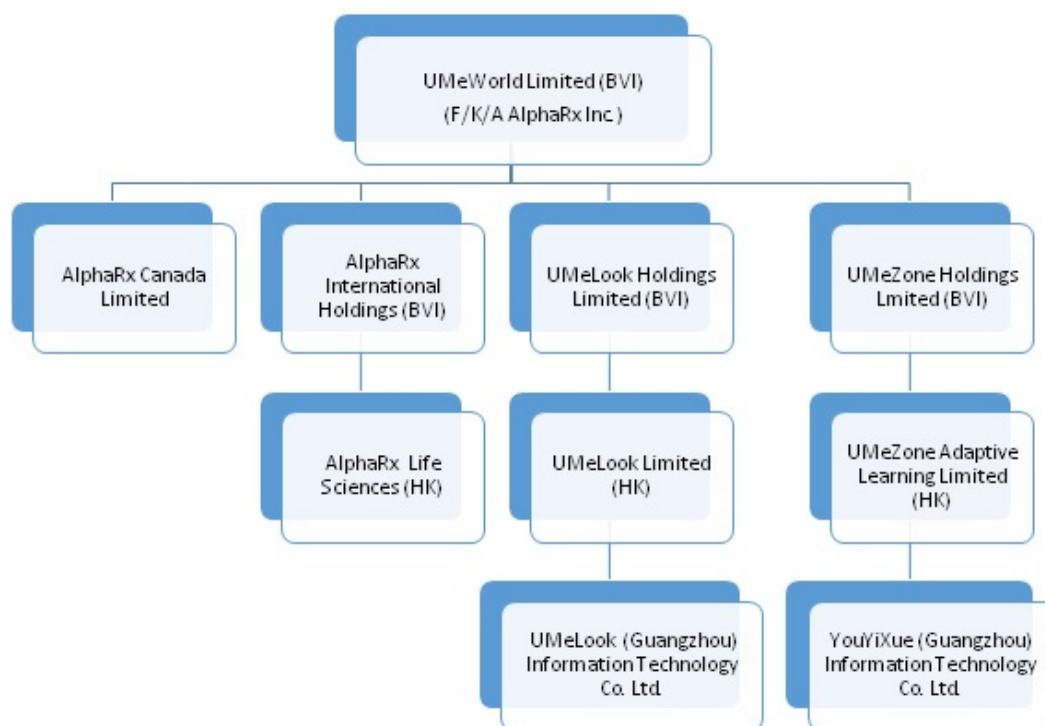 UMeWorld Limited (BVI)
(F/K/A AlphaRx Inc.)
AlphaRx Canada
Limited
AlphaRx
International
Holdings (BVI)
UMeLook Holdings
Limited (BVI)
UMeZone Holdings
Lmited (BVI)
AlphaRx Life
Sciences (HK)
UMeLook Limited
(HK)
UMeZone Adaptive
Learning Limited
(HK)
UMeLook (Guangzhou)
Information Technology
Co. Ltd.
YouYiXue (Guangzhou)
Information Technology
Co. Ltd.